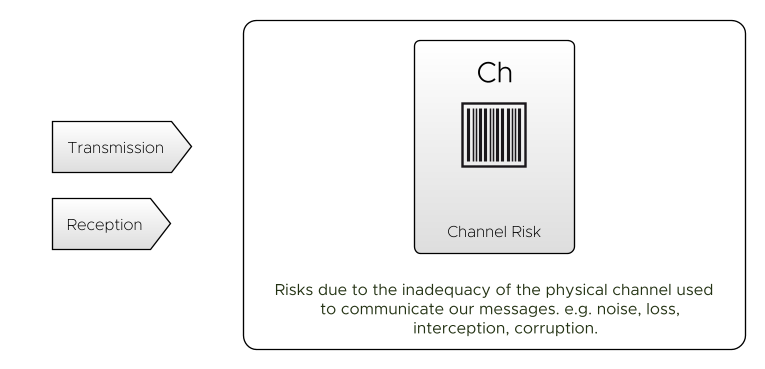 Transmission
Reception
Ch
Channel Risk
Risks due to the inadequacy of the physical channel used
to communicate our messages. e.g. noise, loss,
interception, corruption.